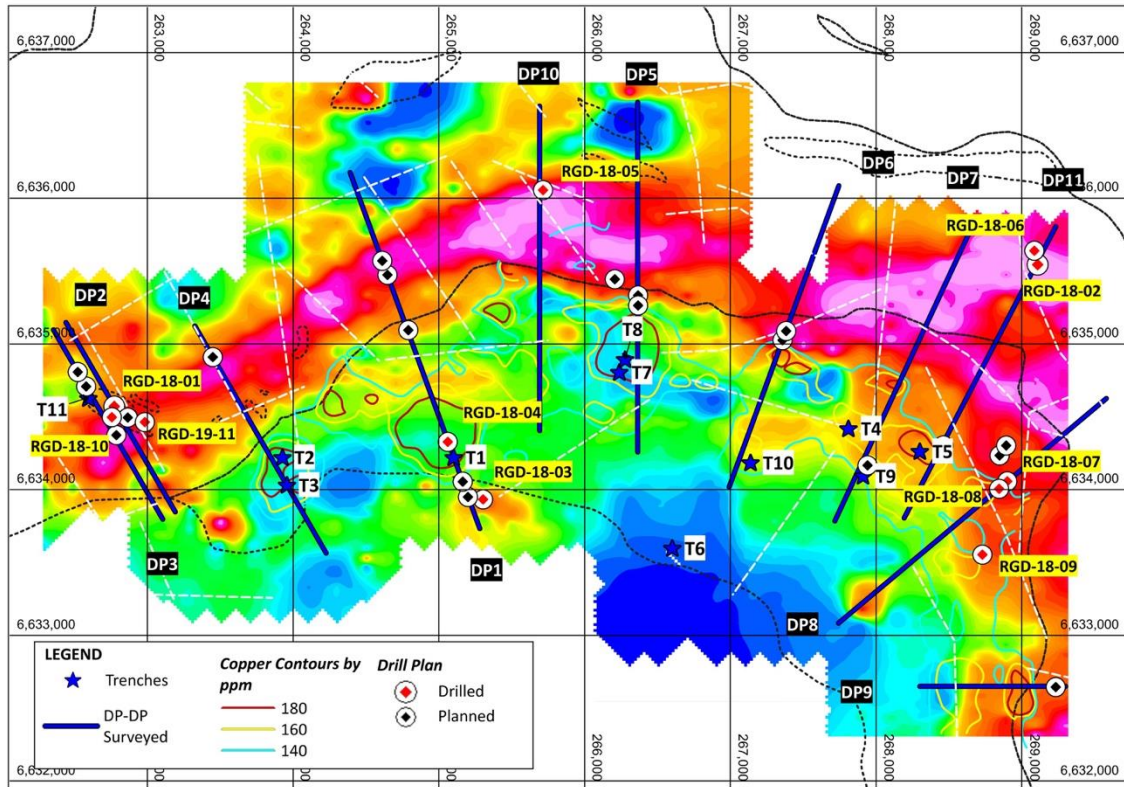 263,000
264,000
265,000
266,000
267,000
268,000
269,000
6,637,000
6,637,000
DP10
DP5
DP6
DP7
DP11
RGD-18-05
6,636,000
6,636,000
RGD-18-06
DP2
DP4
RGD-18-02
6,635,000
6,635,000
T8
T7
RGD-18-01
T11
RGD-18-04
RGD-18-10
RGD-19-11
T4
T2
T1
T5
T10
T9
RGD-18-07
RGD-18-03
T3
RGD-18-08
6,634,000
6,634,000
T6
DP3
DP1
RGD-18-09
DP8
6,633,000
6,633,000
DP9
LEGEND
Trenches
DP-DP
Surveyed
Copper Contours by
ppm
180
160
140
Drill Plan
Drilled
Planned
6,632,000
6,632,000
263,000
264,000
265,000
266,000
267,000
268,000
269,000